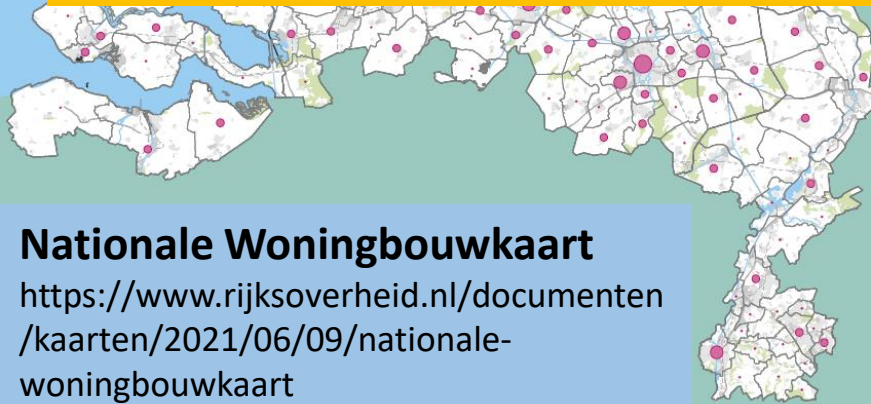 Nationale Woningbouwkaart
https://www.rijksoverheid.nl/documenten
/kaarten/2021/06/09/nationale-
woningbouwkaart